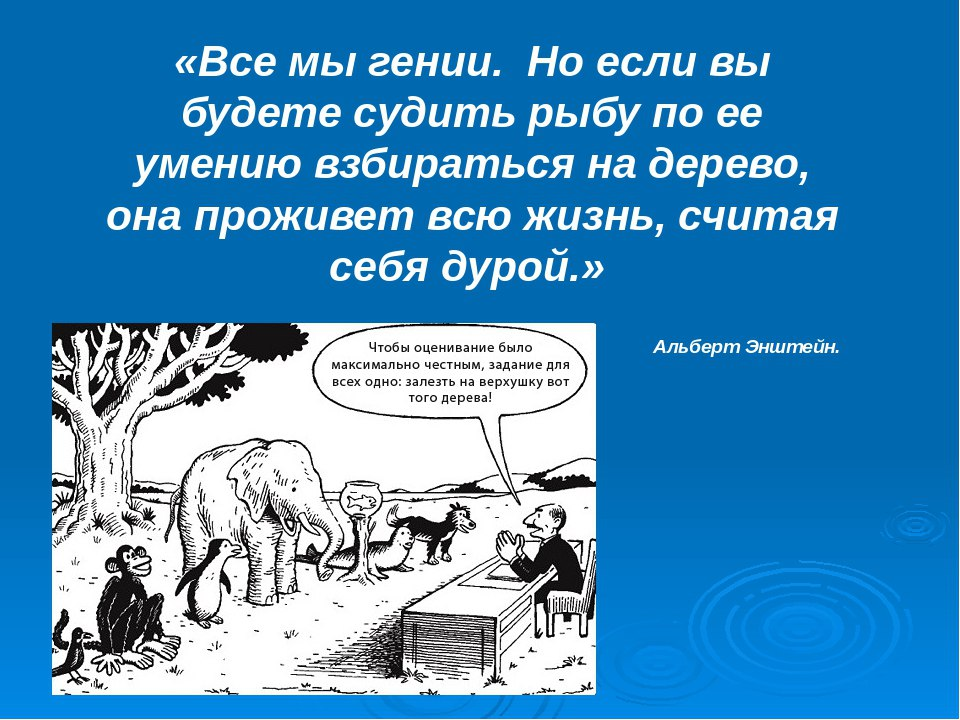 «Все мы гении. Но если вы
будете судить рыбу по ее
умению взбираться на дерево,
она проживет всю жизнь, считая
себя дурой.»
Альберт Энштейн.
Чтобы оценивание было
максимально честным, задание для
всех одно: залезть на верхушку вот
того дерева!